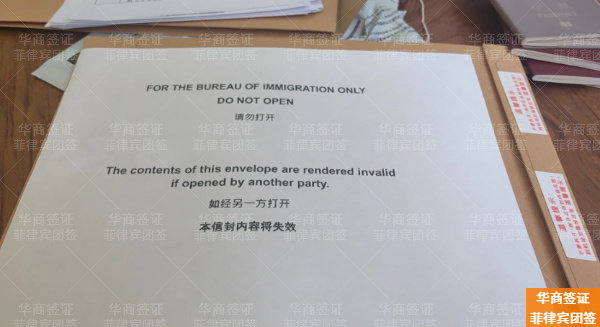 FOR THE BUREAU OF IMMIGRATION ONLY
DO NOT OPEN
请勿打开
The contents of this envelope are rendered invalid
if opened by another party.
如经另一方打开
本信封内容将失效
华商签证
菲律宾团签